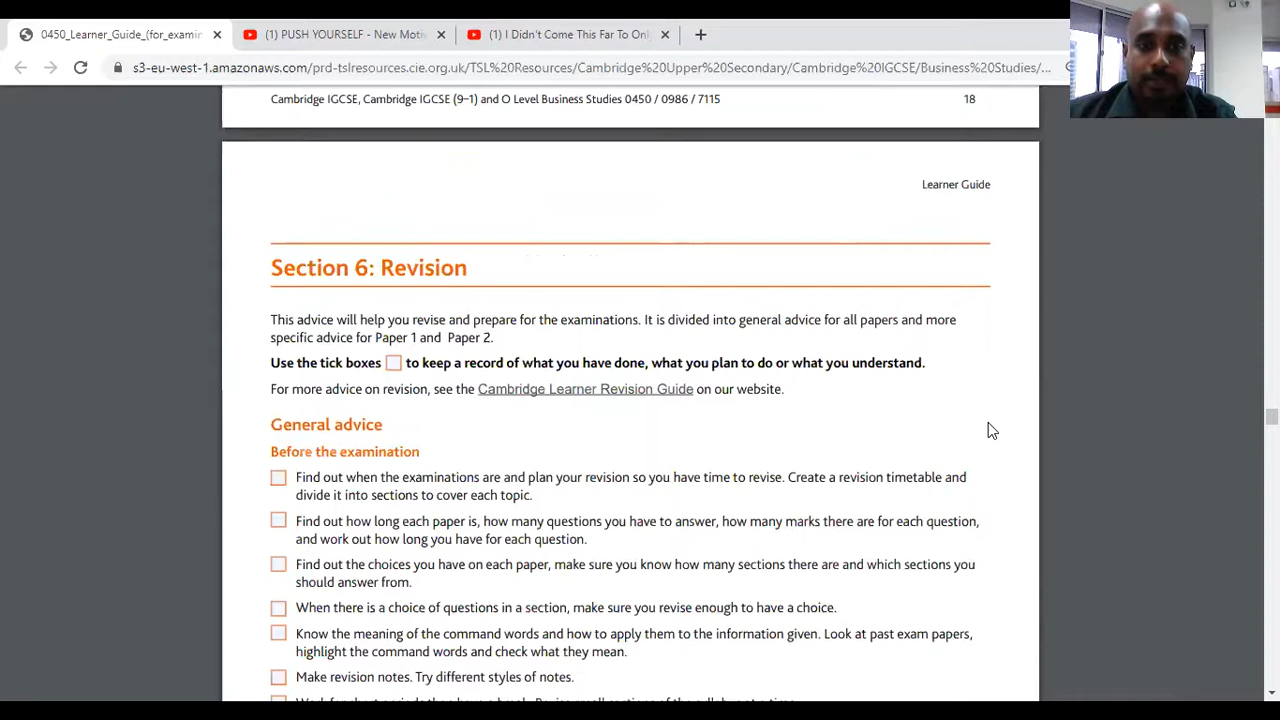 0450_Learner_Guide_(for_examin
(1) PUSH YOURSELF - New Moti
(1) I Didn't Come This Far To Onl
s3-eu-west-1.amazonaws.com/prd-tslresources.cie.org.uk/TSL%20Resources/Cambridge%20Upper%20Secondary/Cambridge%20IGCSE/Business%20Studies/...
Cambridge IGCSE, Cambridge IGCSE (9–1) and O Level Business Studies 0450 / 0986 / 7115 18
Learner Guide
Section 6: Revision
This advice will help you revise and prepare for the examinations. It is divided into general advice for all papers and more
specific advice for Paper 1 and Paper 2.
Use the tick boxes to keep a record of what you have done, what you plan to do or what you understand.
For more advice on revision, see the Cambridge Learner Revision Guide on our website.
General advice
Before the examination
Find out when the examinations are and plan your revision so you have time to revise. Create a revision timetable and
divide it into sections to cover each topic.
Find out how long each paper is, how many questions you have to answer, how many marks there are for each question,
and work out how long you have for each question.
Find out the choices you have on each paper, make sure you know how many sections there are and which sections you
should answer from.
When there is a choice of questions in a section, make sure you revise enough to have a choice.
Know the meaning of the command words and how to apply them to the information given. Look at past exam papers,
highlight the command words and check what they mean.
Make revision notes. Try different styles of notes.